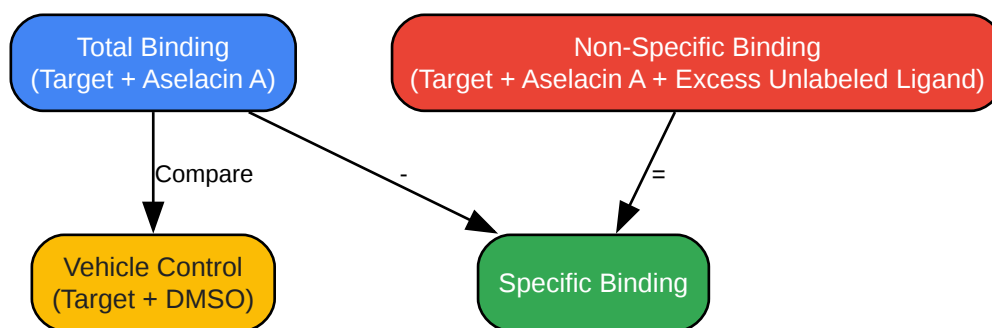 Total Binding
(Target + Aselacin A)
Non-Specific Binding
(Target + Aselacin A + Excess Unlabeled Ligand)
Compare
-
=
Vehicle Control
(Target + DMSO)
Specific Binding